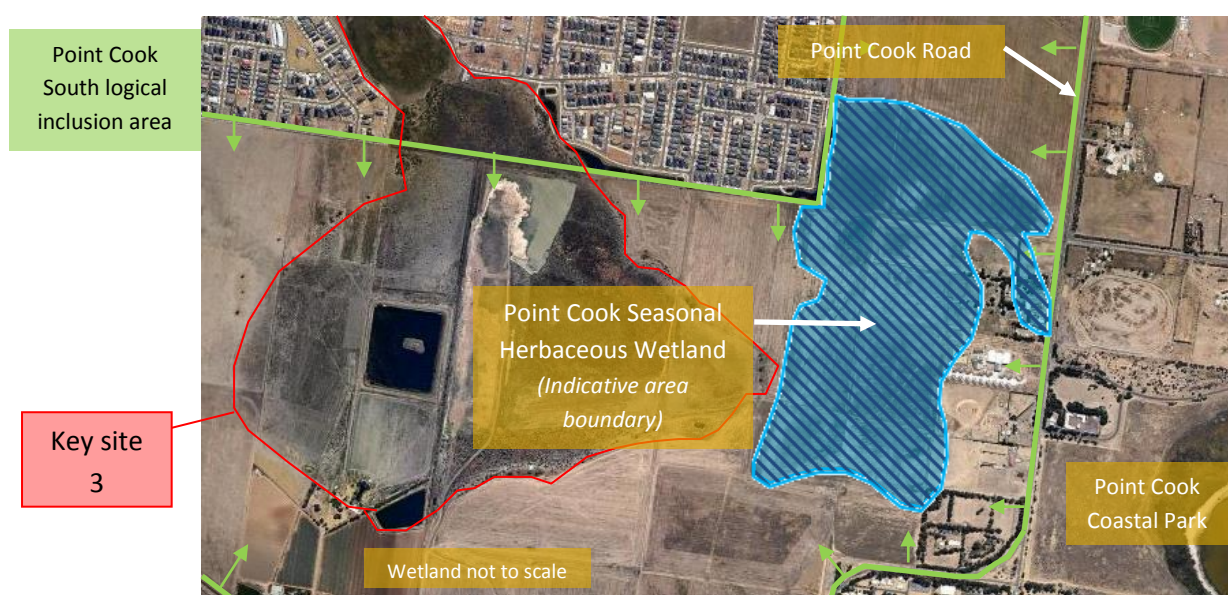 Point Cook
South logical
inclusion area
Point Cook Road
Point Cook Seasonal
Herbaceous Wetland
(Indicative area
boundary)
Key site
3
Point Cook
Coastal Park
Wetland not to scale